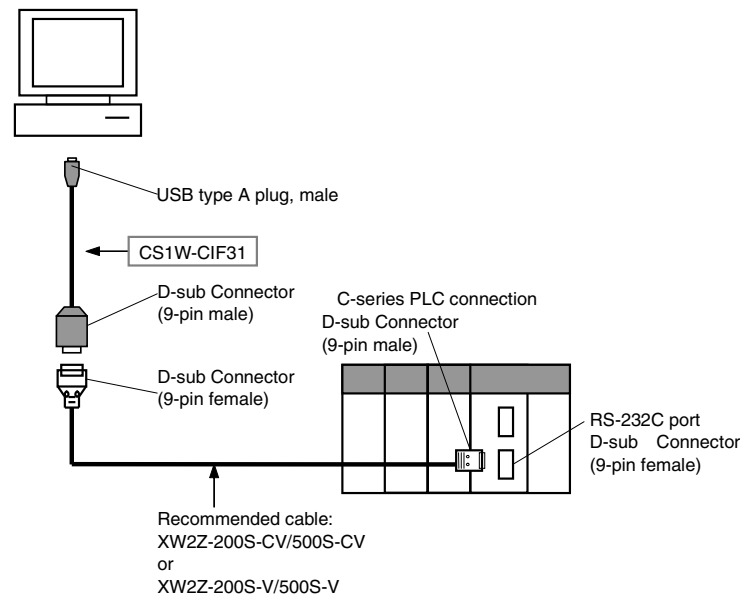 USB type A plug, male
CS1W-CIF31
D-sub Connector
(9-pin male)
C-series PLC connection
D-sub Connector
(9-pin male)
D-sub Connector
(9-pin female)
RS-232C port
D-sub Connector
(9-pin female)
Recommended cable:
XW2Z-200S-CV/500S-CV
or
XW2Z-200S-V/500S-V